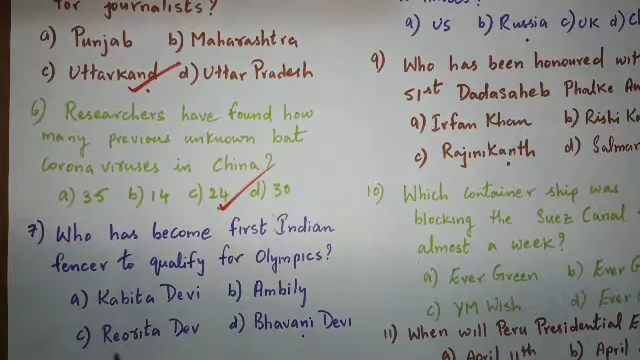 for journalists?
a) Punjab b) Maharashtra
c) Uttarkand d) Uttar Pradesh
6) Researchers have found how
many previous unknown bat
corona viruses in China?
a) 35 b) 14 c) 24 d) 30
7) Who has become first Indian
fencer to qualify for Olympics?
a) Kabita Devi b) Ambily
c) Reorita Dev d) Bhavani Devi
a) US b) Russia c) UK d)
9) Who has been honoured
51st Dadasaheb Phalke
a) Irfan Khan b) Rishi
c) Rajinikanth d)
10) Which container ship was
blocking the Suez Canal
almost a week?
a) Ever Green b) Ever
c) YM Wish d) Ever
11) When will Peru Presidential
a) April 11th b) April